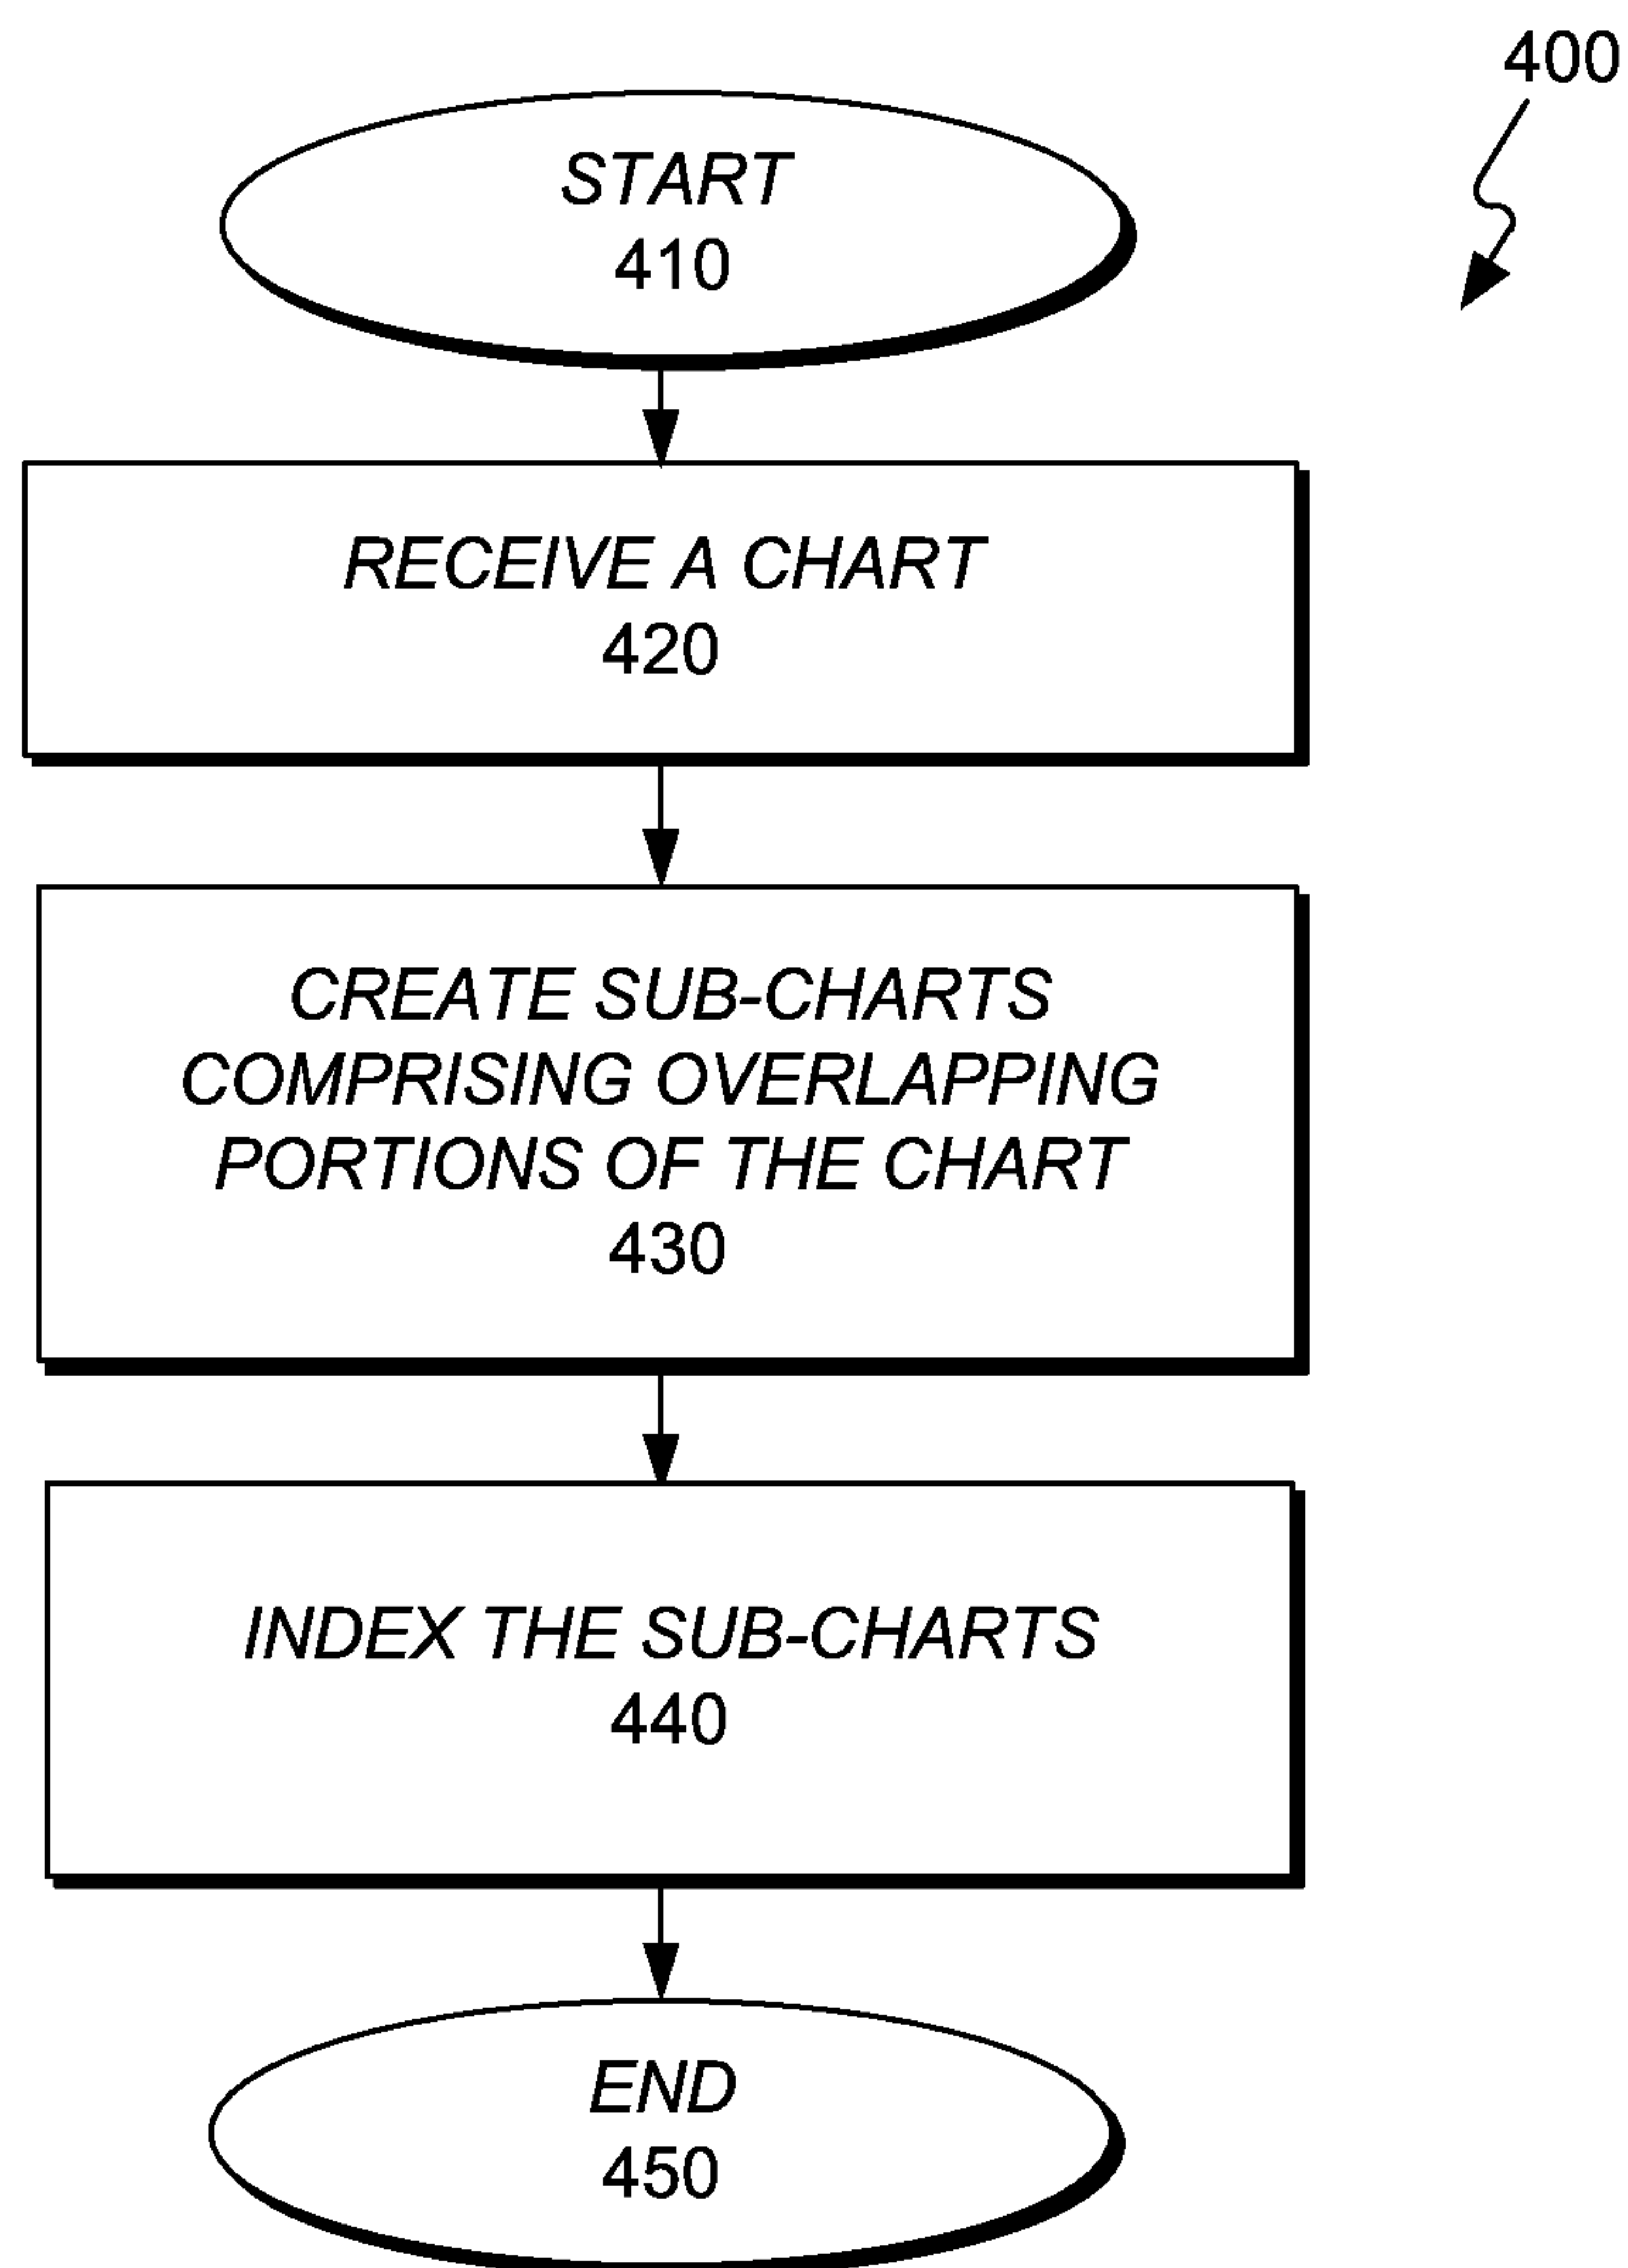 400
START
410
RECEIVE A CHART
420
CREATE SUB-CHARTS
COMPRISING OVERLAPPING
PORTIONS OF THE CHART
430
INDEX THE SUB-CHARTS
440
END
450